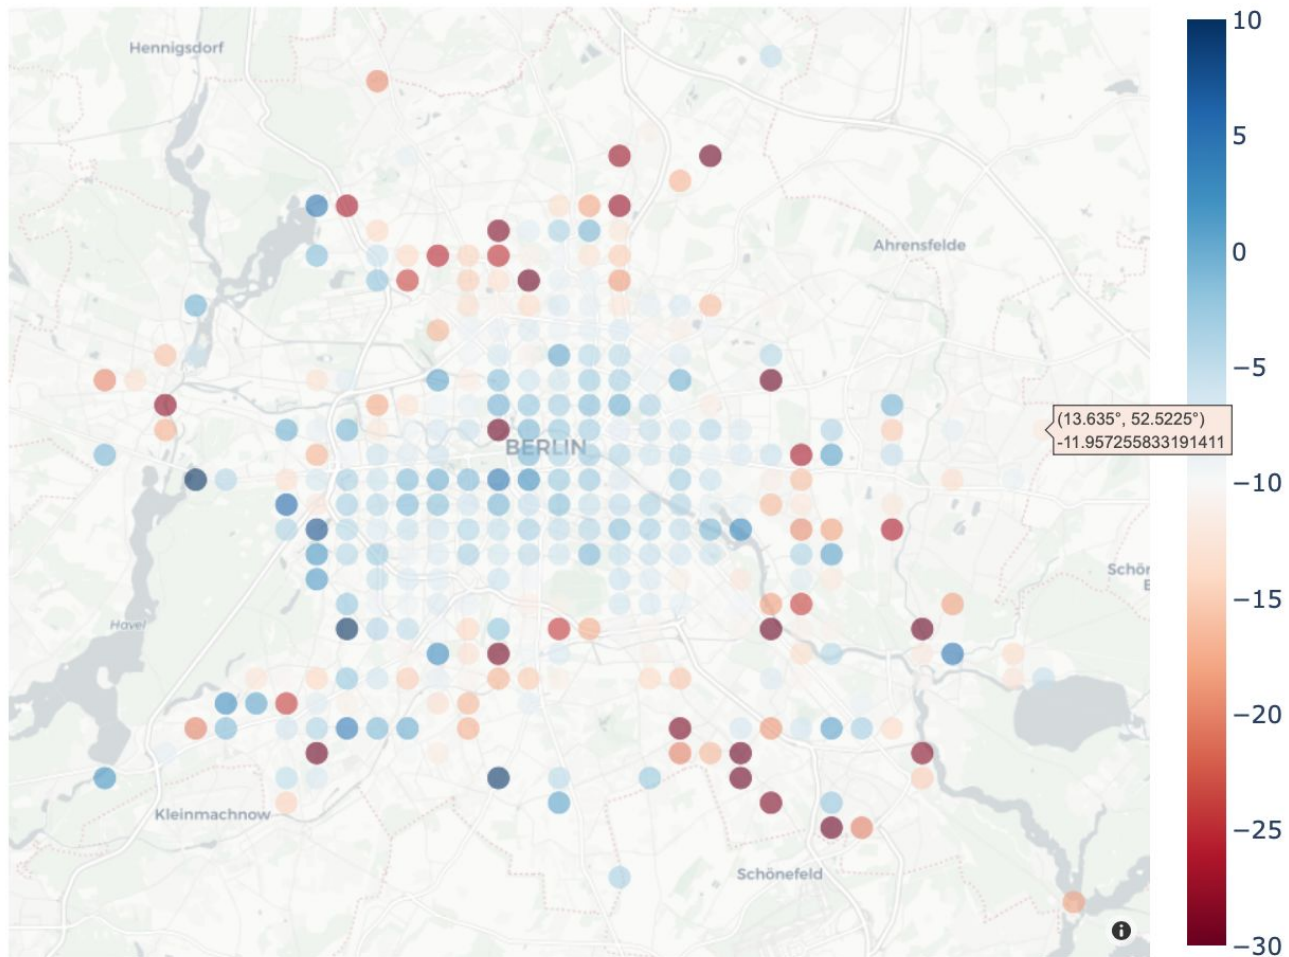 Hennigsdorf
Ahrensfelde
(13.635°, 52.5225°)
-11.957255833191411
BERLIN
Schön
Havel
Kleinmachnow
Schönefeld
10
5
0
−5
−10
−15
−20
−25
−30